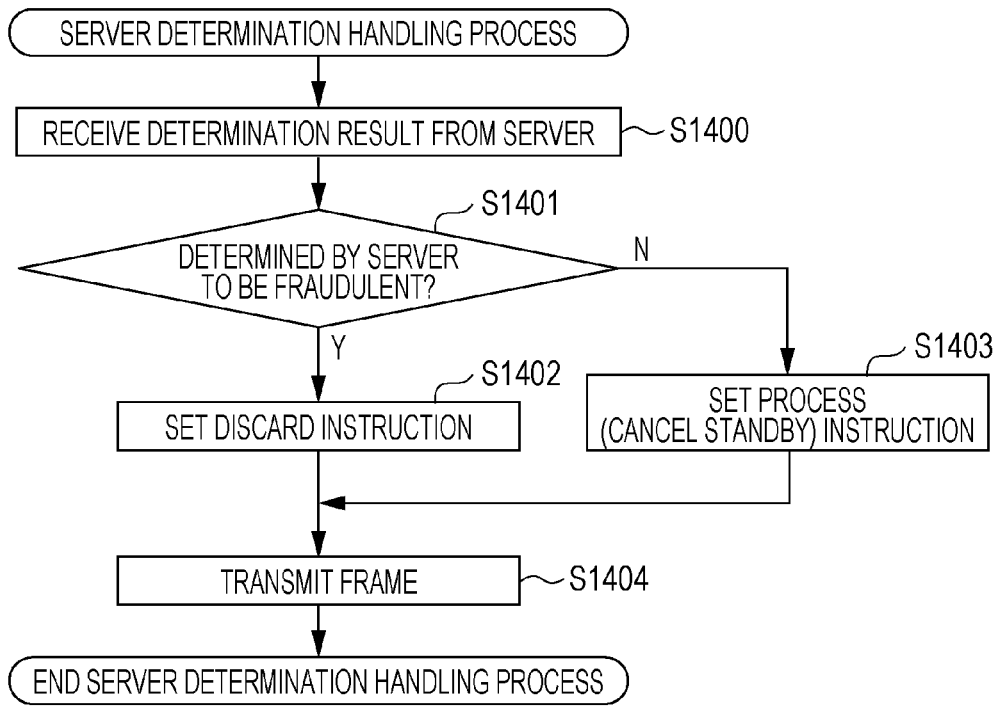 SERVER DETERMINATION HANDLING PROCESS
RECEIVE DETERMINATION RESULT FROM SERVER
S1400
S1401
DETERMINED BY SERVER
TO BE FRAUDULENT?
N
Y
S1402
SET DISCARD INSTRUCTION
S1403
SET PROCESS
(CANCEL STANDBY) INSTRUCTION
TRANSMIT FRAME
S1404
END SERVER DETERMINATION HANDLING PROCESS